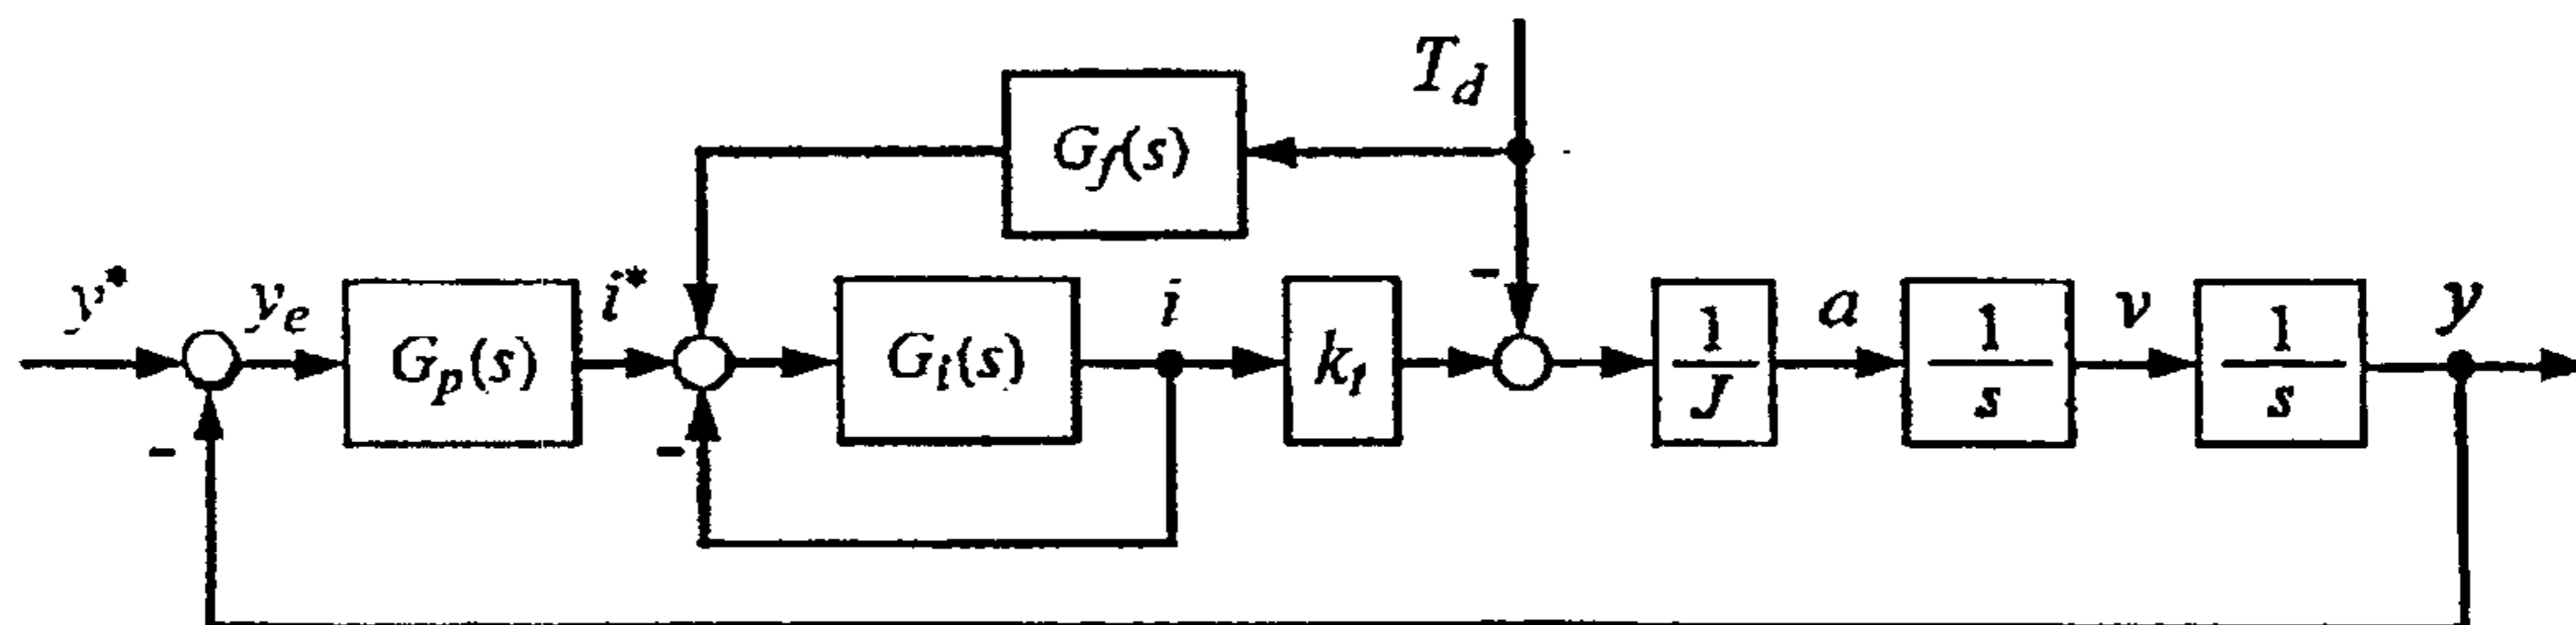 T_d
G_f(s)
y*
y_e
G_p(s)
i*
G_i(s)
i
k_t
-
1
J
a
1
s
v
1
s
y
-
-